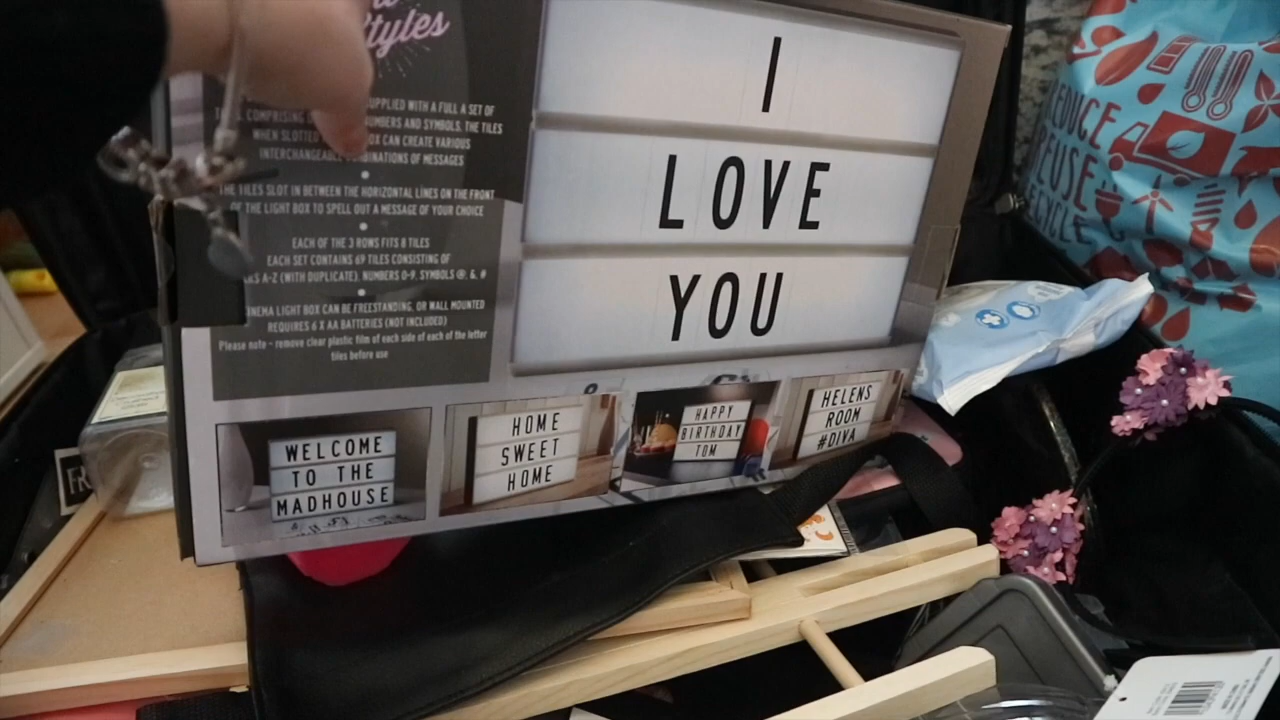 Styles
SUPPLIED WITH A FULL A SET OF
COMPRISING NUMBERS AND SYMBOLS. THE TILES
WHEN SLOTTED BOX CAN CREATE VARIOUS
MESSAGES
THE TILES SLOT IN BETWEEN THE HORIZONTAL LINES ON THE FRONT
OF THE LIGHT BOX TO SPELL OUT A MESSAGE OF YOUR CHOICE
EACH OF THE 3 ROWS FITS 8 TILES
EACH SET CONTAINS 69 TILES CONSISTING OF
A-Z (WITH DUPLICATE), NUMBERS 0-9, SYMBOLS @, &, #
CINEMA LIGHT BOX CAN BE FREESTANDING, OR WALL MOUNTED
REQUIRES 6 X AA BATTERIES (NOT INCLUDED)
Please note - remove clear plastic film of each side of each of the letter
tiles before use
I
LOVE
YOU
WELCOME
TO THE
MADHOUSE
HOME
SWEET
HOME
HAPPY
BIRTHDAY
TOM
HELENS
ROOM
#DIVA
REDUCE
REUSE
RECYCLE